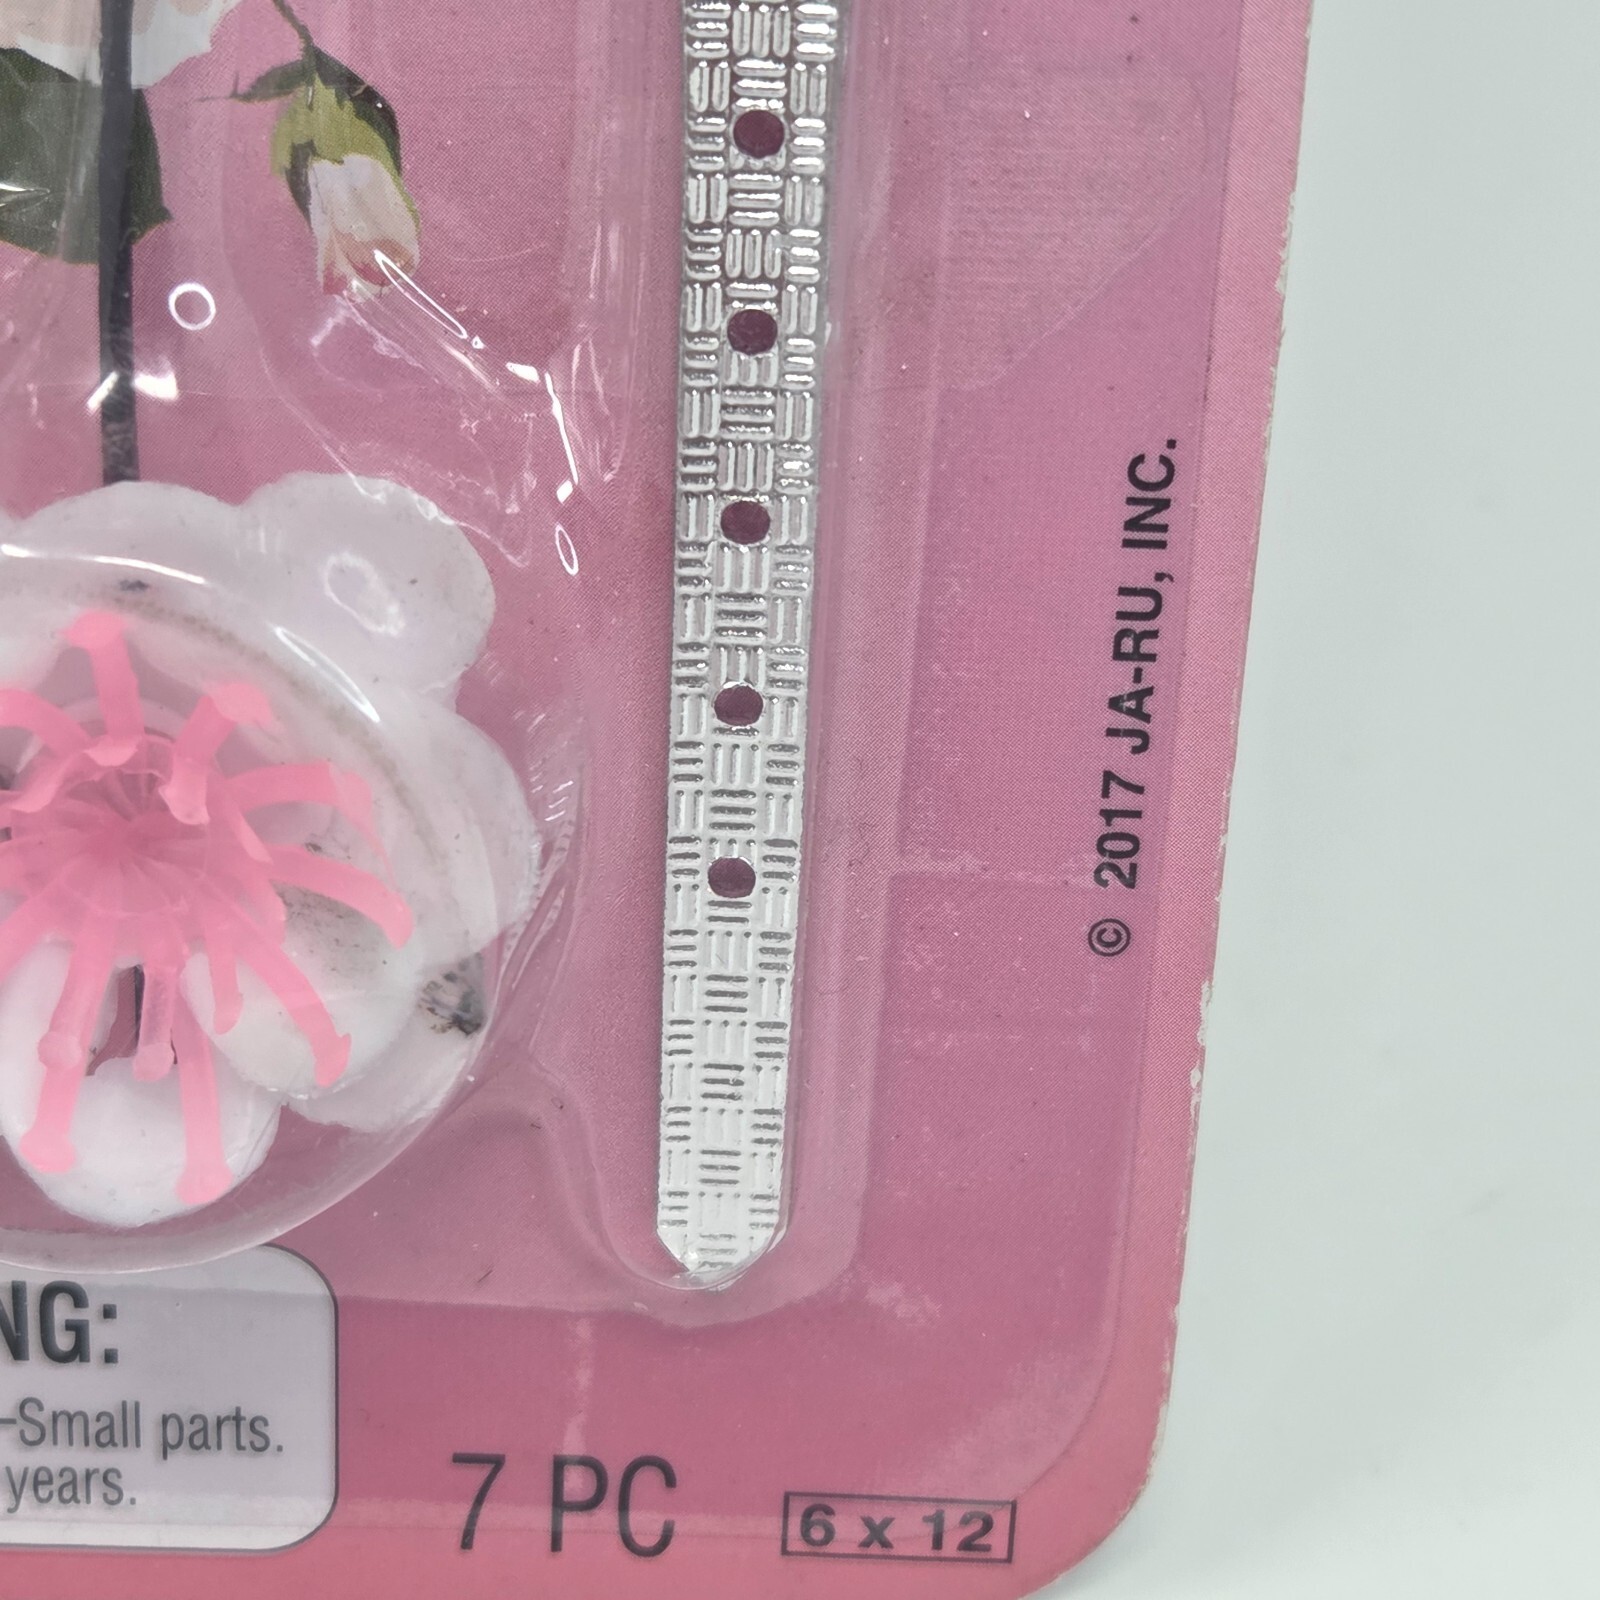 © 2017 JA-RU, INC.
NG:
–Small parts.
years.
7 PC
6 x 12